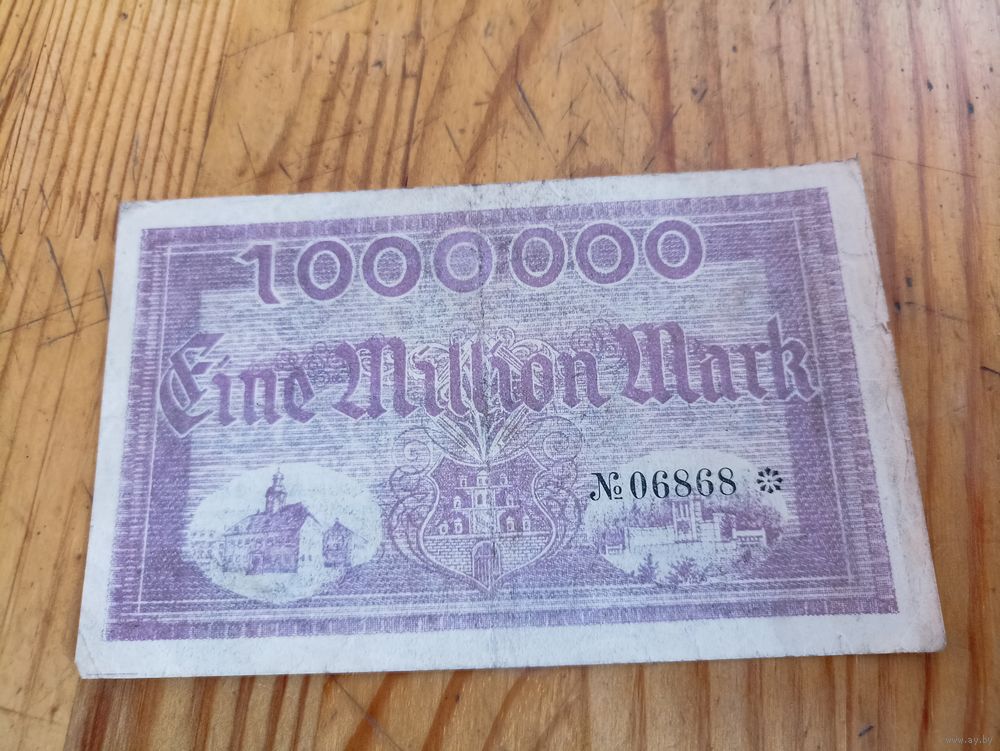 1000000
Eine Million Mark
№ 06868 *
www.ay.by